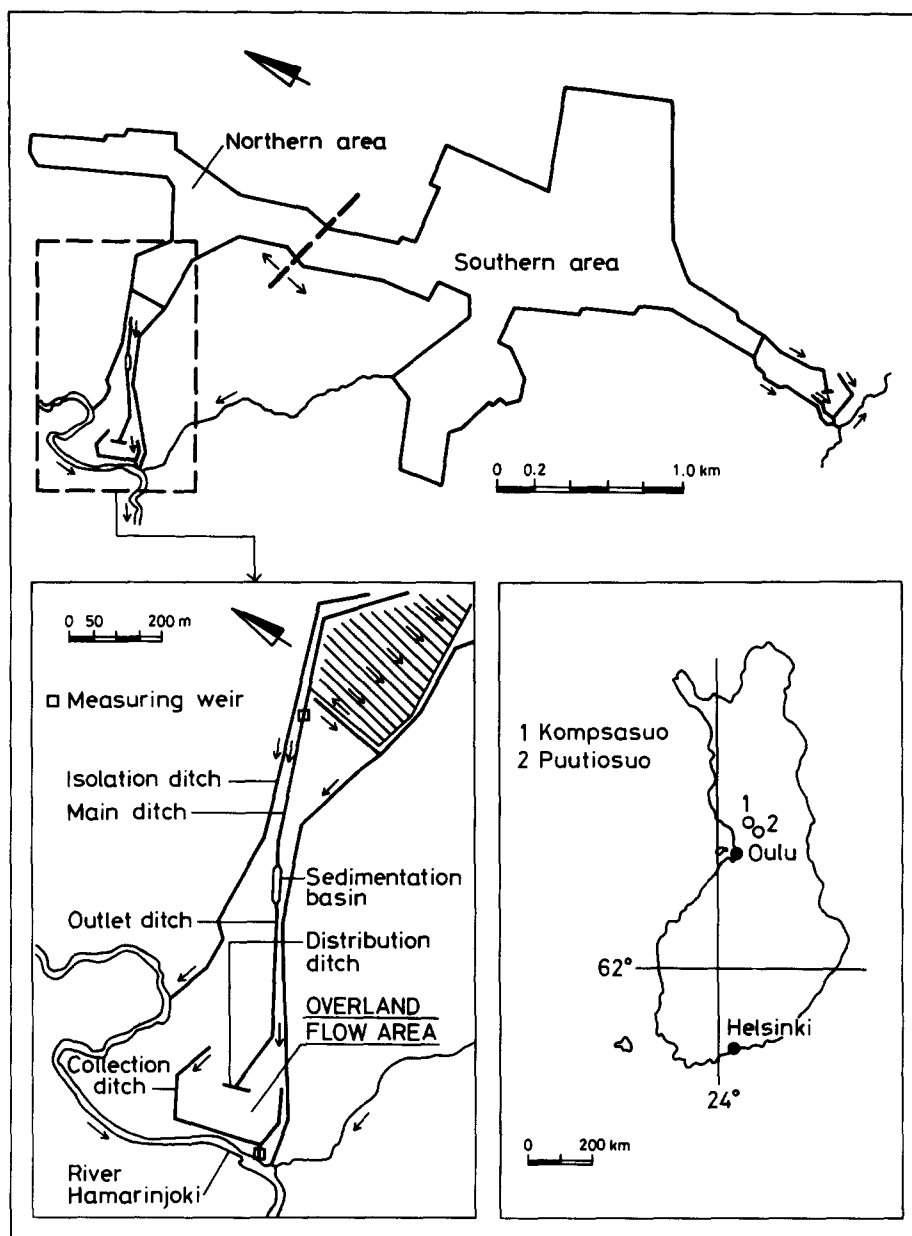 Northern area
Southern area
0 0.2 1.0 km
0 50 200 m
Measuring weir
Isolation ditch
Main ditch
Sedimentation
basin
Outlet ditch
Distribution
ditch
OVERLAND
FLOW AREA
Collection
ditch
River
Hamarinjoki
1 Kompsasuo
2 Puutiosuo
1
2
Oulu
62°
Helsinki
24°
0 200 km